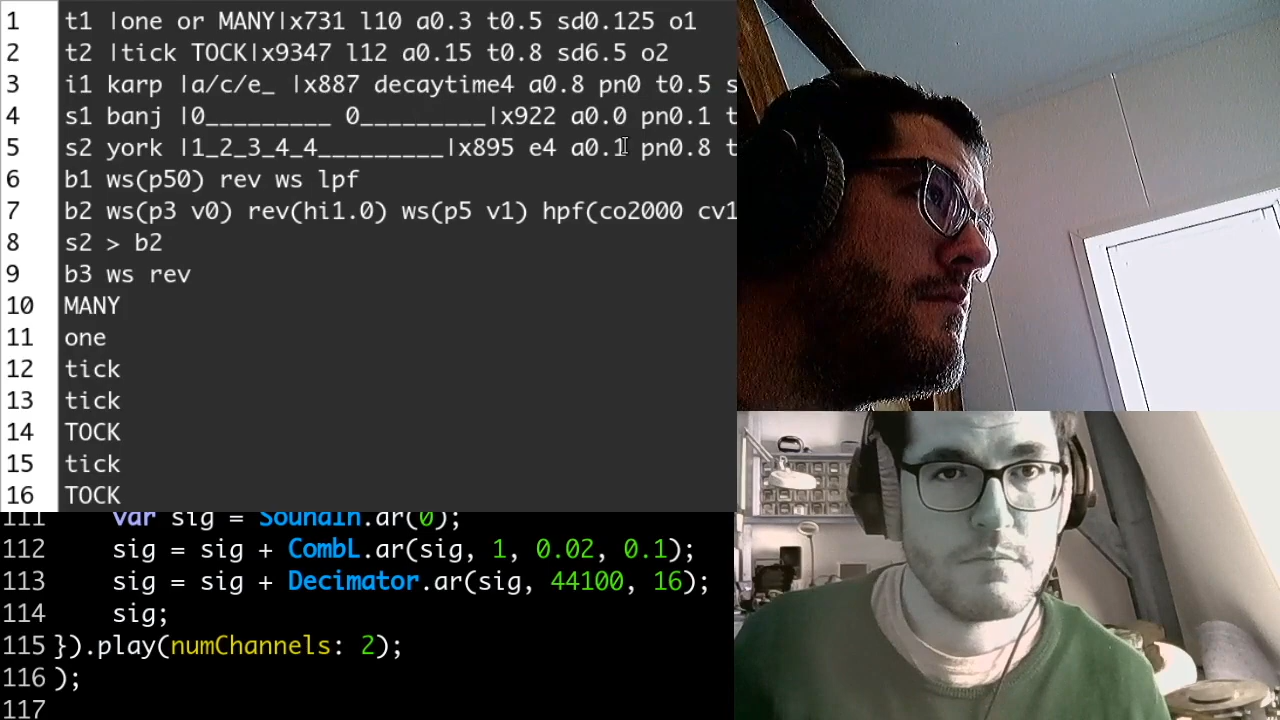 1 t1 |one or MANY|x731 l10 a0.3 t0.5 sd0.125 o1
2 t2 |tick TOCK|x9347 l12 a0.15 t0.8 sd6.5 o2
3 i1 karp |a/c/e_ |x887 decaytime4 a0.8 pn0 t0.5 s
4 s1 banj |0_________ 0_________|x922 a0.0 pn0.1 t
5 s2 york |1_2_3_4_4_________|x895 e4 a0.1 pn0.8 t
6 b1 ws(p50) rev ws lpf
7 b2 ws(p3 v0) rev(hi1.0) ws(p5 v1) hpf(co2000 cv1
8 s2 > b2
9 b3 ws rev
10 MANY
11 one
12 tick
13 tick
14 TOCK
15 tick
16 TOCK
111 var sig = SoundIn.ar(0);
112 sig = sig + CombL.ar(sig, 1, 0.02, 0.1);
113 sig = sig + Decimator.ar(sig, 44100, 16);
114 sig;
115 }).play(numChannels: 2);
116 );
117